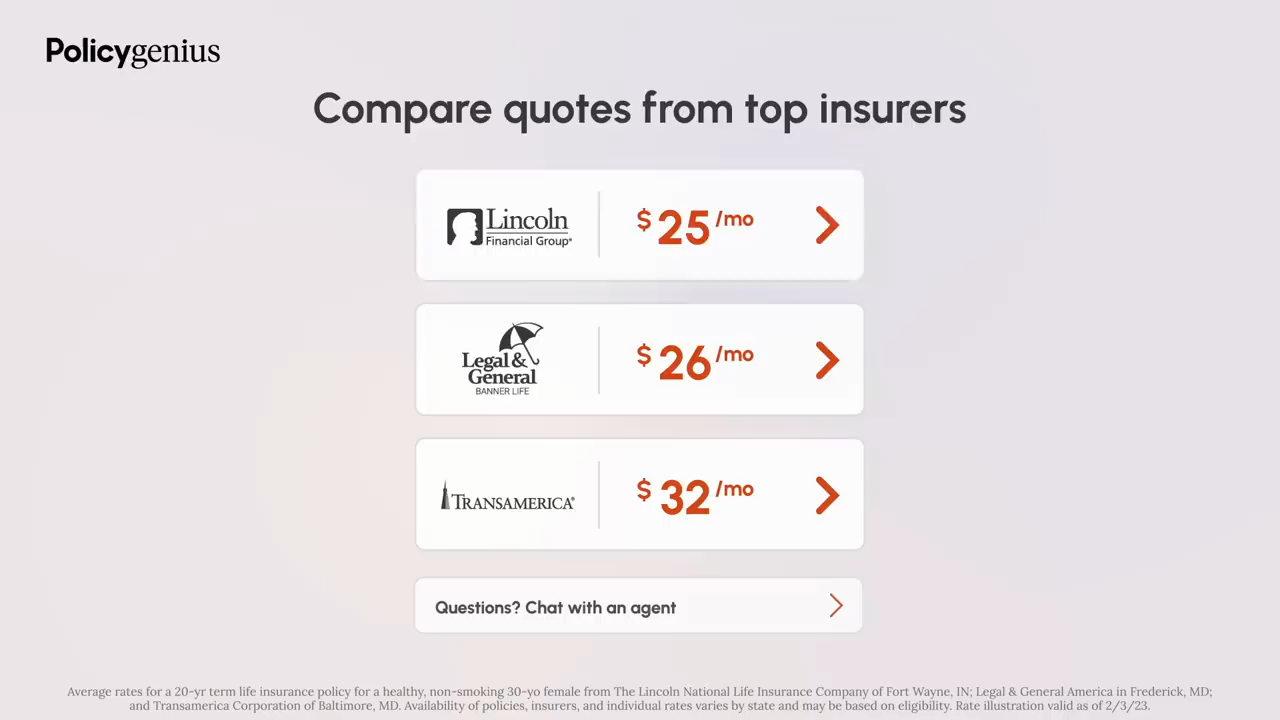 Policygenius
Compare quotes from top insurers
Lincoln
Financial Group®
$25/mo
Legal &
General
BANNER LIFE
$26/mo
TRANSAMERICA®
$32/mo
Questions? Chat with an agent
Average rates for a 20-yr term life insurance policy for a healthy, non-smoking 30-yo female from The Lincoln National Life Insurance Company of Fort Wayne, IN; Legal & General America in Frederick, MD;
and Transamerica Corporation of Baltimore, MD. Availability of policies, insurers, and individual rates varies by state and may be based on eligibility. Rate illustration valid as of 2/3/23.